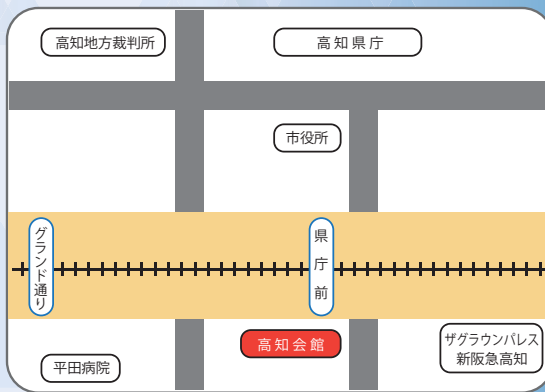 高知地方裁判所
高知県庁
市役所
グランド通り
県庁前
高知会館
ザグラウンパレス
新阪急高知
平田病院